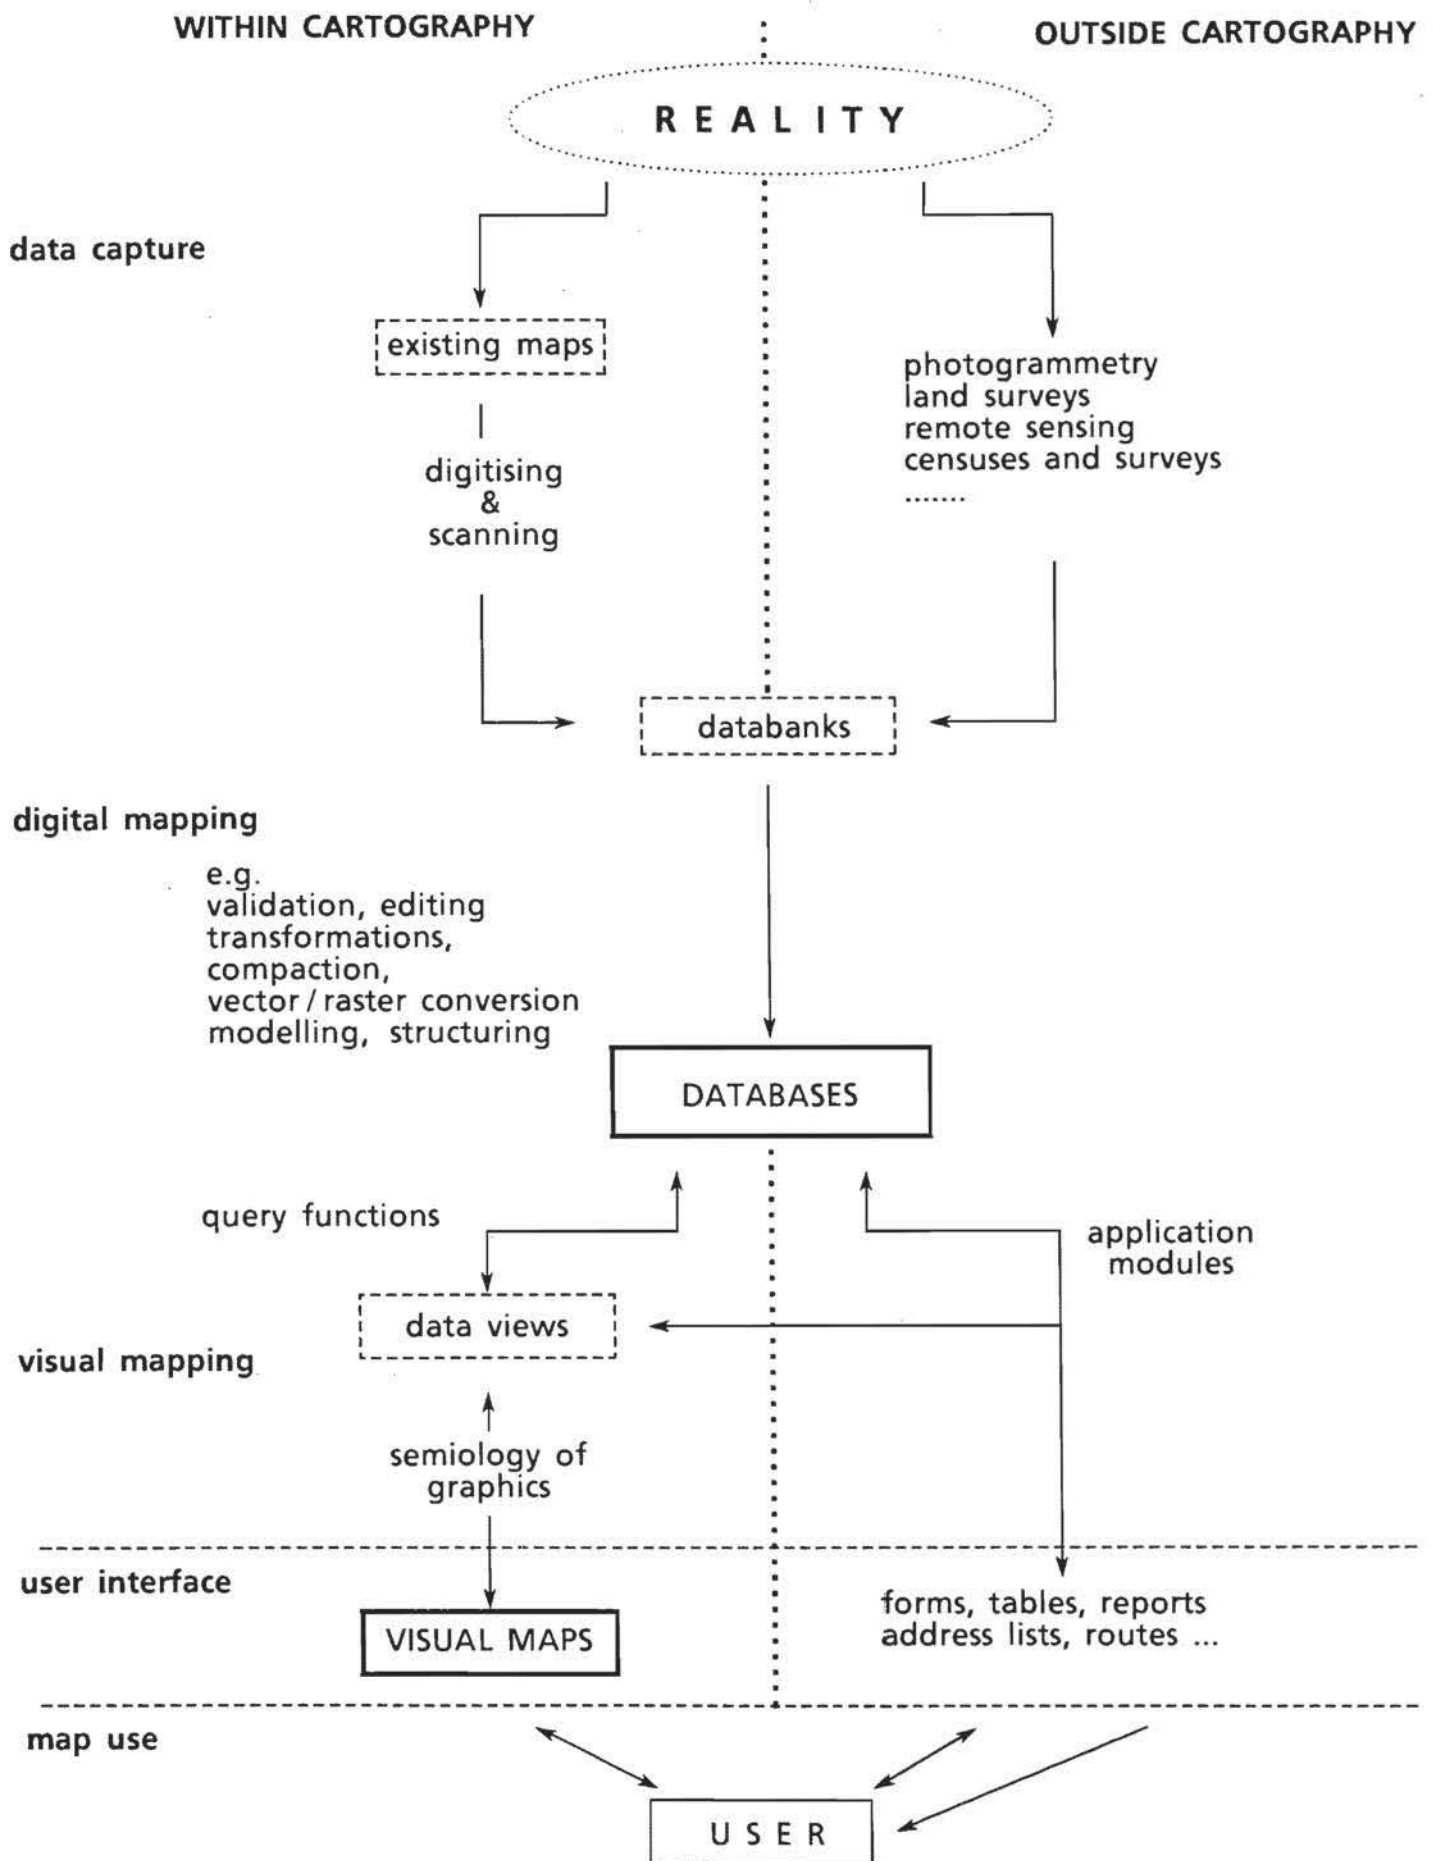 WITHIN CARTOGRAPHY
OUTSIDE CARTOGRAPHY
REALITY
data capture
existing maps
photogrammetry
land surveys
remote sensing
censuses and surveys
.......
digitising
&
scanning
databanks
digital mapping
e.g.
validation, editing
transformations,
compaction,
vector / raster conversion
modelling, structuring
DATABASES
query functions
application
modules
data views
visual mapping
semiology of
graphics
user interface
forms, tables, reports
address lists, routes ...
VISUAL MAPS
map use
USER